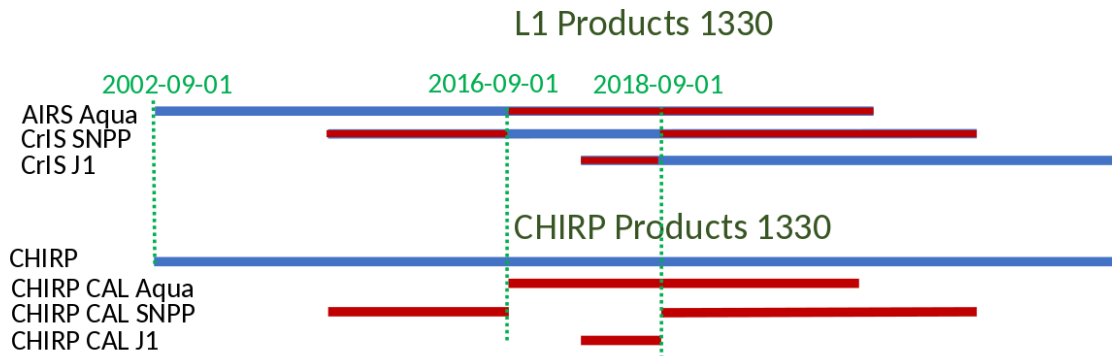 L1 Products 1330
2002-09-01 2016-09-01 2018-09-01
AIRS Aqua
CrIS SNPP
CrIS J1
CHIRP Products 1330
CHIRP
CHIRP CAL Aqua
CHIRP CAL SNPP
CHIRP CAL J1